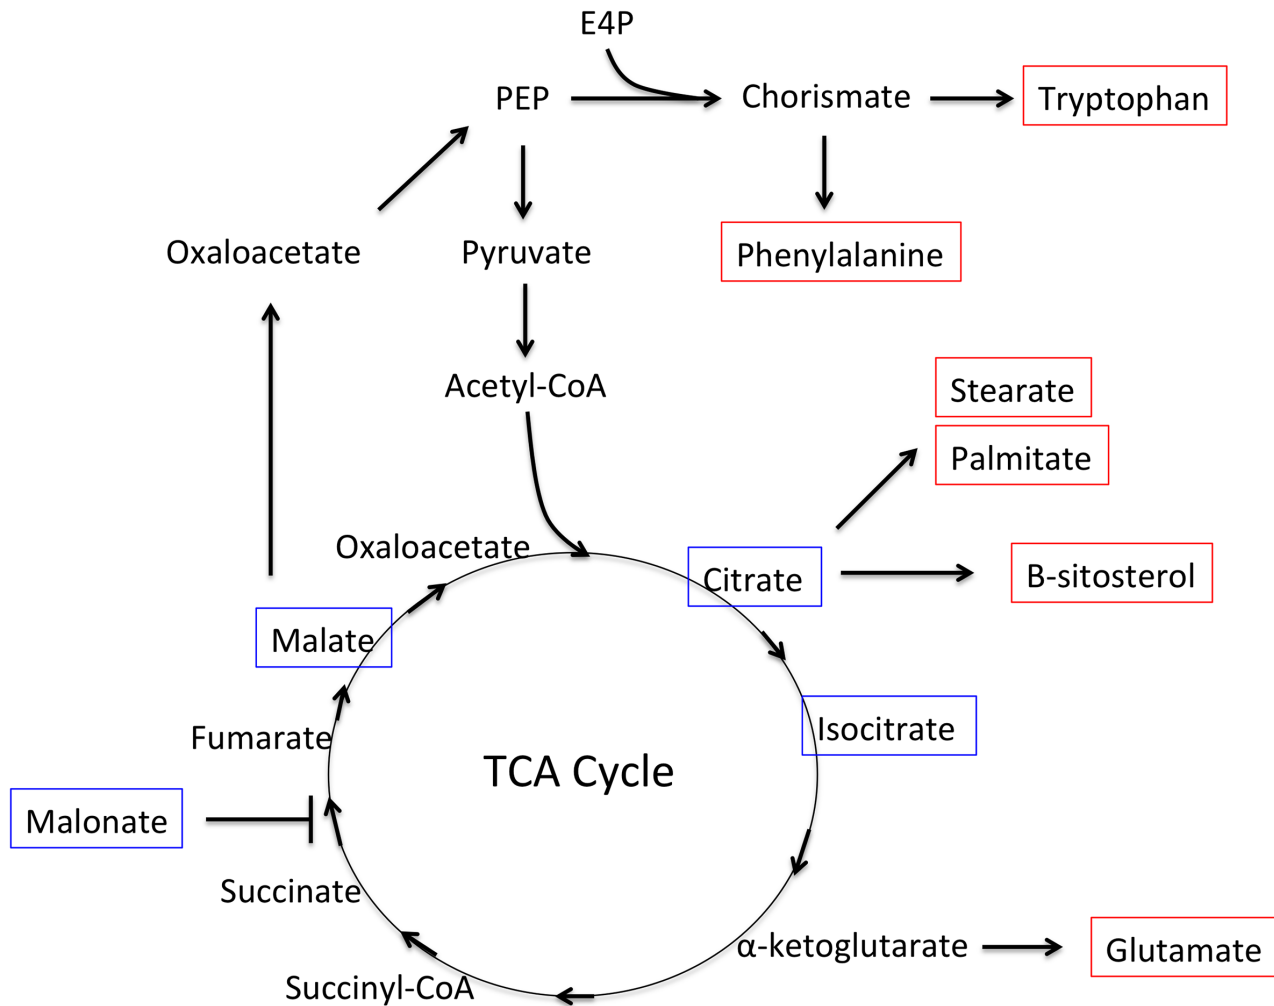 E4P
PEP
Chorismate
Tryptophan
Oxaloacetate
Pyruvate
Phenylalanine
Acetyl-CoA
Stearate
Palmitate
Oxaloacetate
Citrate
B-sitosterol
Malate
Isocitrate
Fumarate
TCA Cycle
Malonate
Succinate
α-ketoglutarate
Glutamate
Succinyl-CoA